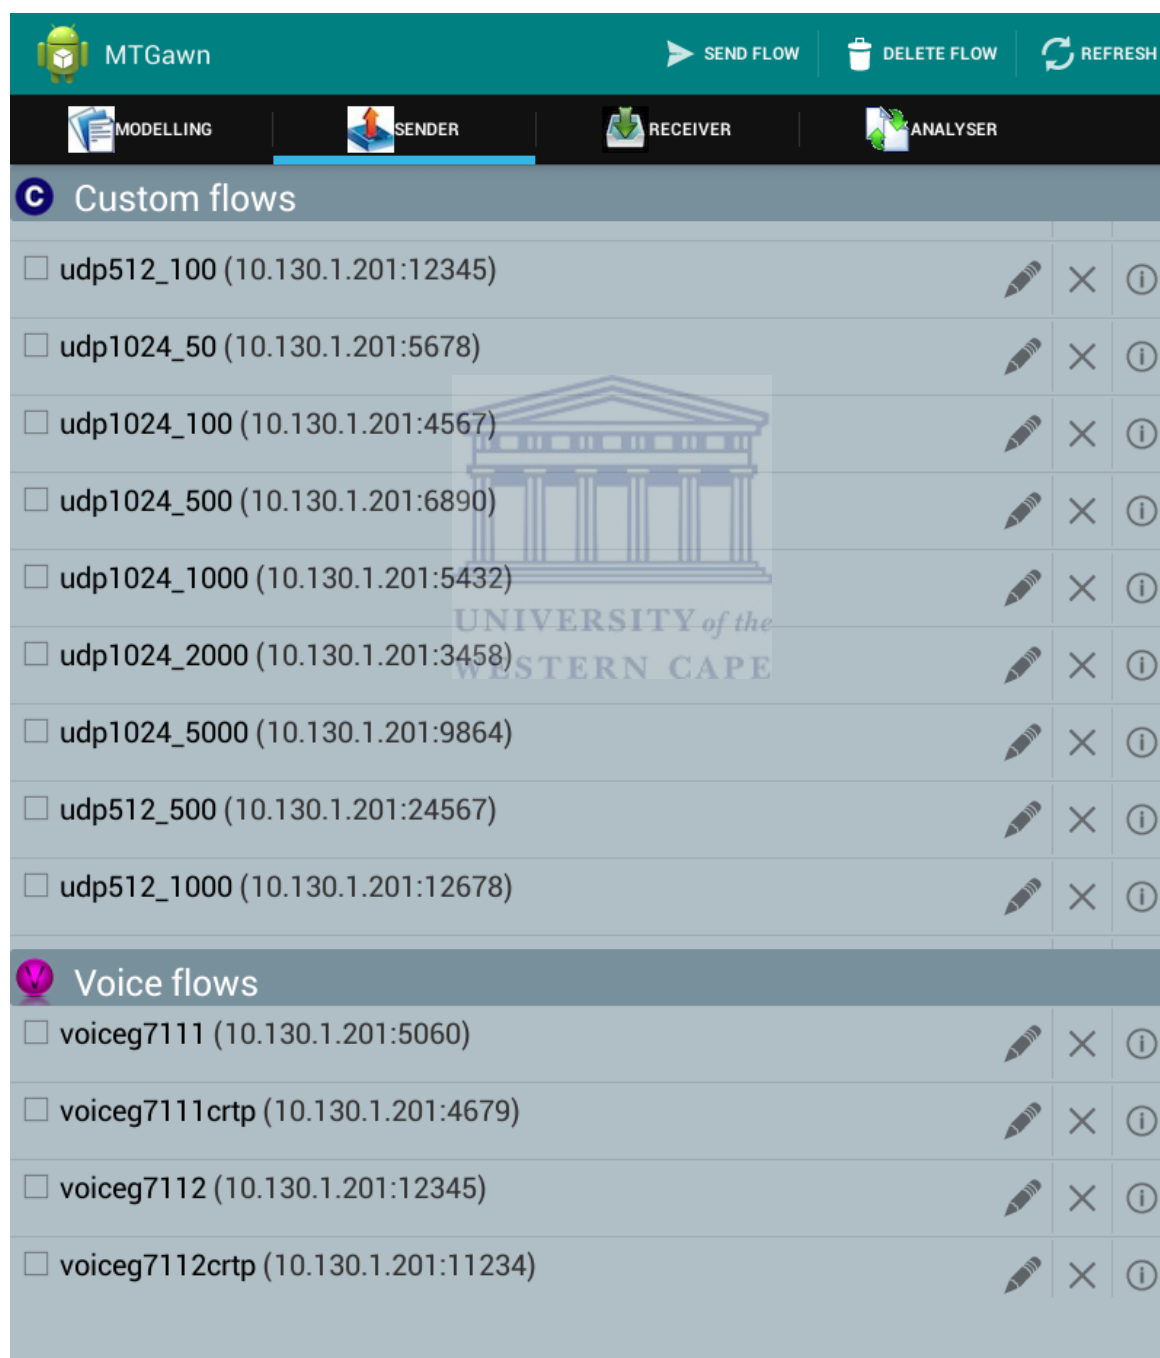 MTGawn SEND FLOW DELETE FLOW REFRESH
MODELLING SENDER RECEIVER ANALYSER
C Custom flows
udp512_100 (10.130.1.201:12345)
udp1024_50 (10.130.1.201:5678)
udp1024_100 (10.130.1.201:4567)
udp1024_500 (10.130.1.201:6890)
udp1024_1000 (10.130.1.201:5432)
UNIVERSITY of the
udp1024_2000 (10.130.1.201:3458)
WESTERN CAPE
udp1024_5000 (10.130.1.201:9864)
udp512_500 (10.130.1.201:24567)
udp512_1000 (10.130.1.201:12678)
V Voice flows
voiceg7111 (10.130.1.201:5060)
voiceg7111crtp (10.130.1.201:4679)
voiceg7112 (10.130.1.201:12345)
voiceg7112crtp (10.130.1.201:11234)